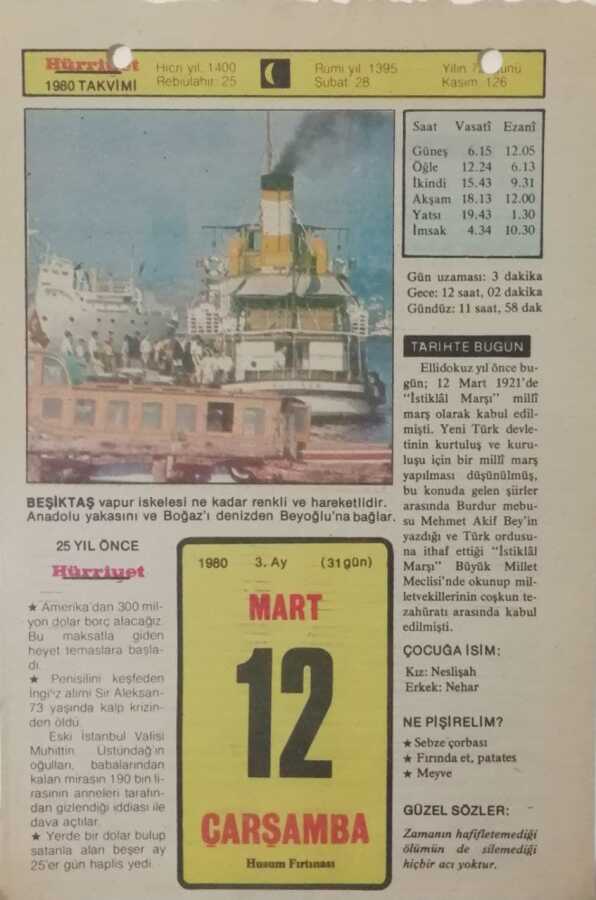 Hürriyet
1980 TAKVİMİ
Hicri yıl: 1400
Rebiulahir: 25
Rumi yıl 1395
Şubat 28
Yılın
Kasım 126
Saat Vasatî Ezanî
Güneş 6.15 12.05
Öğle 12.24 6.13
İkindi 15.43 9.31
Akşam 18.13 12.00
Yatsı 19.43 1.30
İmsak 4.34 10.30
Gün uzaması: 3 dakika
Gece: 12 saat, 02 dakika
Gündüz: 11 saat, 58 dak
BEŞİKTAŞ vapur iskelesi ne kadar renkli ve hareketlidir.
Anadolu yakasını ve Boğaz'ı denizden Beyoğlu'na bağlar.
TARİHTE BUGÜN
Ellidokuz yıl önce bu-
gün; 12 Mart 1921'de
"İstiklâl Marşı" millî
marş olarak kabul edil-
mişti. Yeni Türk devle-
tinin kurtuluş ve kuru-
luşu için bir millî marş
yapılması düşünülmüş,
bu konuda gelen şiirler
arasında Burdur mebu-
su Mehmet Akif Bey'in
yazdığı ve Türk ordusu-
na ithaf ettiği "İstiklâl
Marşı" Büyük Millet
Meclisi'nde okunup mil-
letvekillerinin coşkun te-
zahüratı arasında kabul
edilmişti.
25 YIL ÖNCE
Hürriyet
★ Amerika'dan 300 mil-
yon dolar borç alacağız.
Bu maksatla giden
heyet temaslara başla-
dı.
★ Penisilini keşfeden
İngiliz alimi Sir Aleksan-
73 yaşında kalp krizin-
den öldü.
Eski İstanbul Valisi
Muhittin Üstündağ'ın
oğulları, babalarından
kalan mirasın 190 bin li-
rasının anneleri tarafın-
dan gizlendiği iddiası ile
dava açtılar.
★ Yerde bir dolar bulup
satanla alan beşer ay
25'er gün haplis yedi.
1980 3. Ay (31 gün)
MART
12
ÇARŞAMBA
Husum Fırtınası
ÇOCUĞA İSİM:
Kız: Neslişah
Erkek: Nehar
NE PİŞİRELİM?
★ Sebze çorbası
★ Fırında et, patates
★ Meyve
GÜZEL SÖZLER:
Zamanın hafifletemediği
ölümün de silemediği
hiçbir acı yoktur.